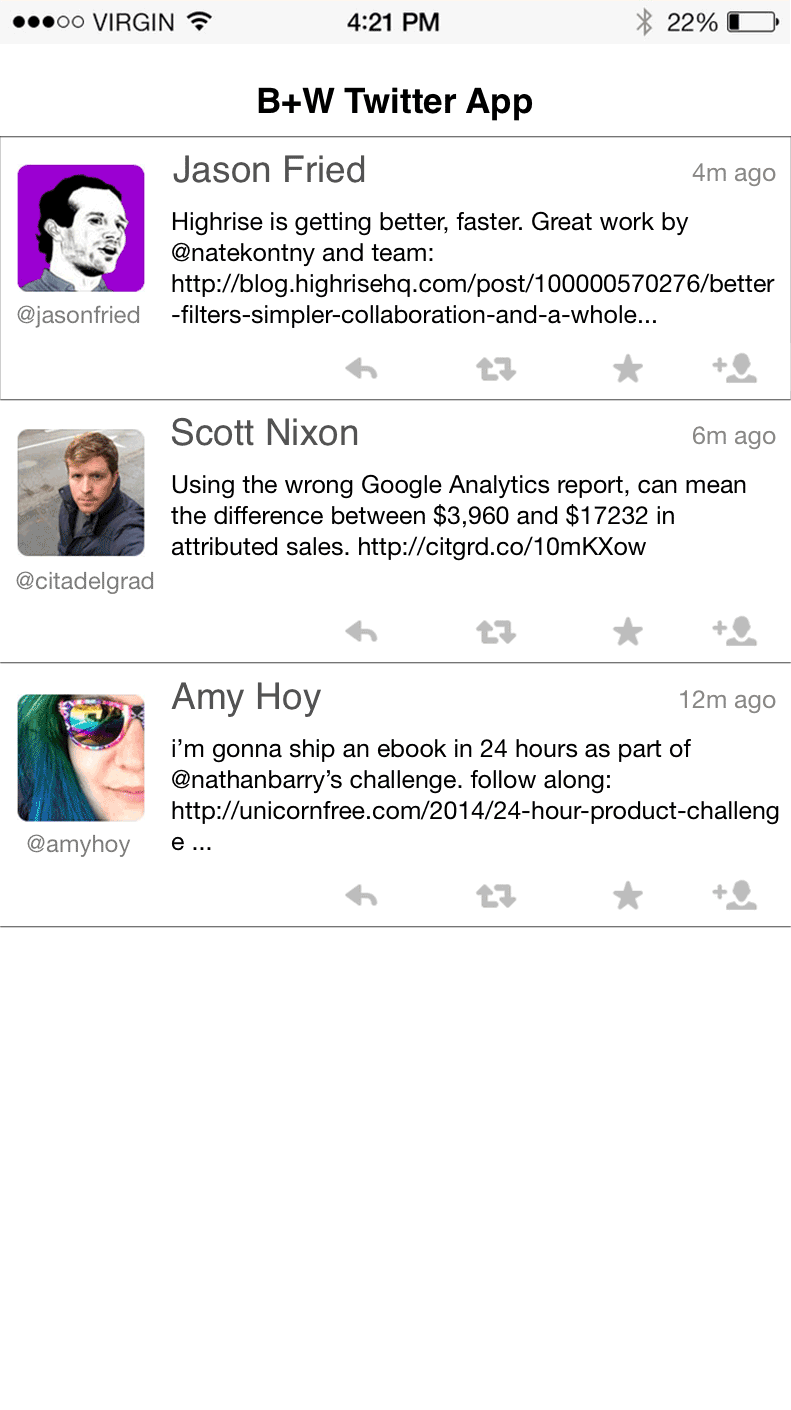 VIRGIN 4:21 PM 22%
B+W Twitter App
Jason Fried 4m ago
Highrise is getting better, faster. Great work by
@natekontny and team:
http://blog.highrisehq.com/post/100000570276/better
-filters-simpler-collaboration-and-a-whole...
@jasonfried
Scott Nixon 6m ago
Using the wrong Google Analytics report, can mean
the difference between $3,960 and $17232 in
attributed sales. http://citgrd.co/10mKXow
@citadelgrad
Amy Hoy 12m ago
i’m gonna ship an ebook in 24 hours as part of
@nathanbarry’s challenge. follow along:
http://unicornfree.com/2014/24-hour-product-challeng
e ...
@amyhoy